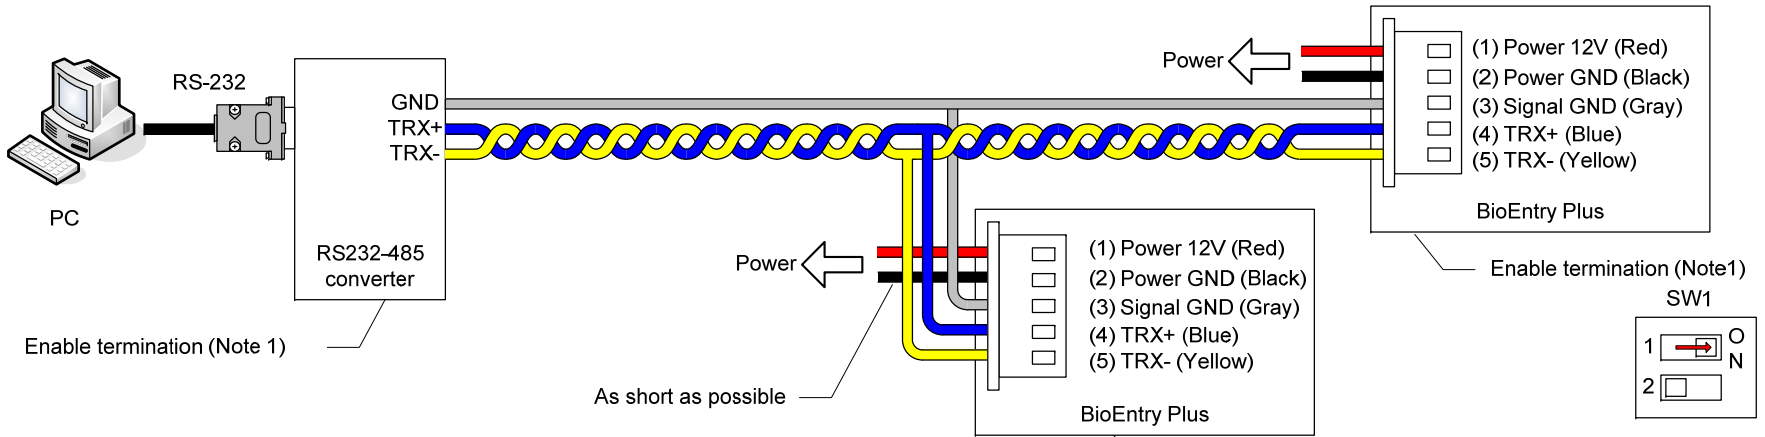 RS-232
PC
GND
TRX+
TRX-
RS232-485
converter
Enable termination (Note 1)
Power
(1) Power 12V (Red)
(2) Power GND (Black)
(3) Signal GND (Gray)
(4) TRX+ (Blue)
(5) TRX- (Yellow)
BioEntry Plus
Enable termination (Note1)
Power
(1) Power 12V (Red)
(2) Power GND (Black)
(3) Signal GND (Gray)
(4) TRX+ (Blue)
(5) TRX- (Yellow)
BioEntry Plus
As short as possible
SW1
1
O
N
2